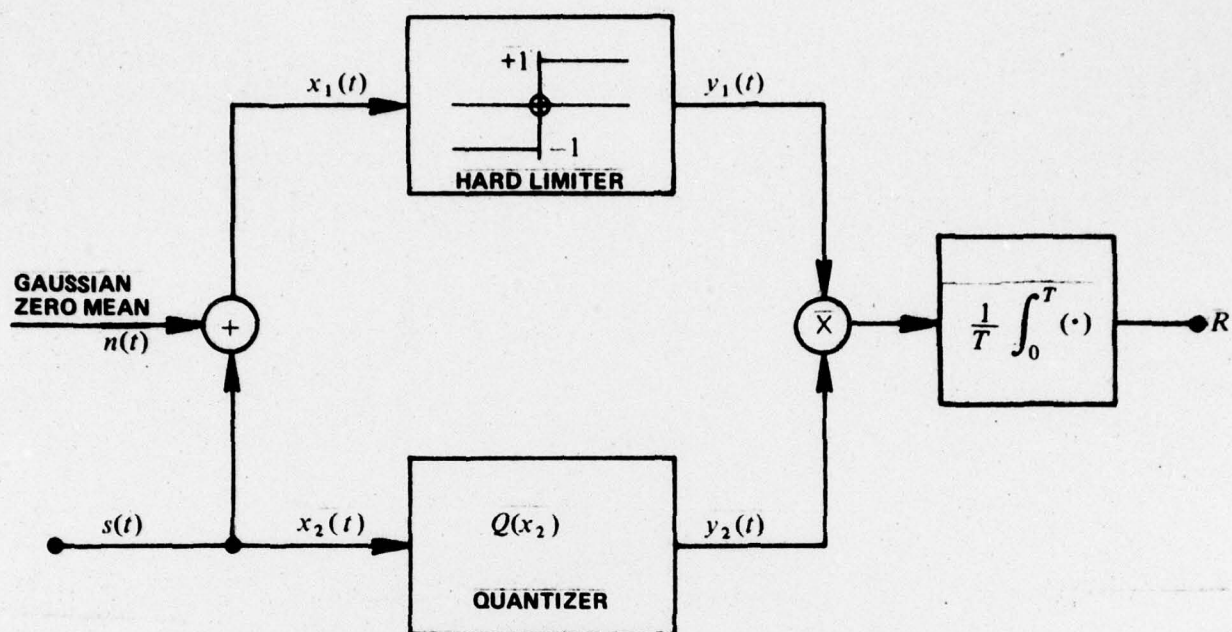 +1
x₁(t)
y₁(t)
−1
HARD LIMITER
GAUSSIAN
ZERO MEAN
n(t)
+
X
1/T ∫₀ᵀ (·)
R
s(t)
x₂(t)
Q(x₂)
y₂(t)
QUANTIZER